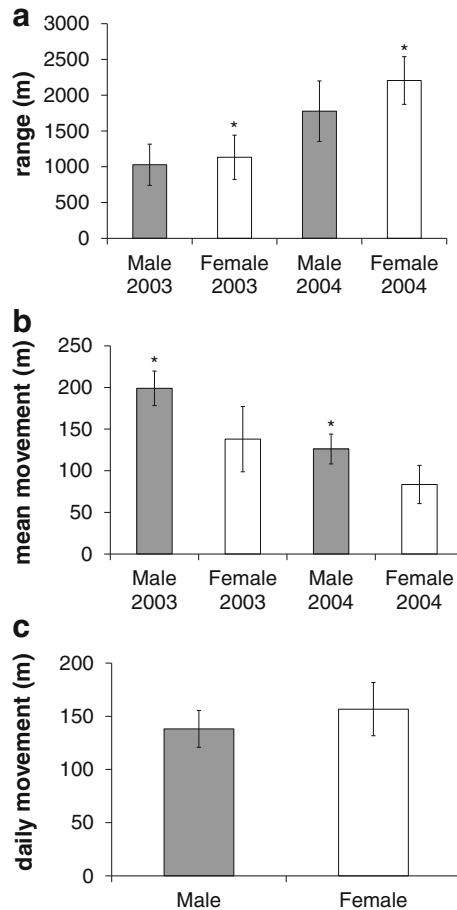 a
range (m)
3000
2500
2000
1500
1000
500
0
*
*
Male Female Male Female
2003 2003 2004 2004
b
mean movement (m)
250
200
150
100
50
0
*
*
Male Female Male Female
2003 2003 2004 2004
c
daily movement (m)
200
150
100
50
0
Male Female